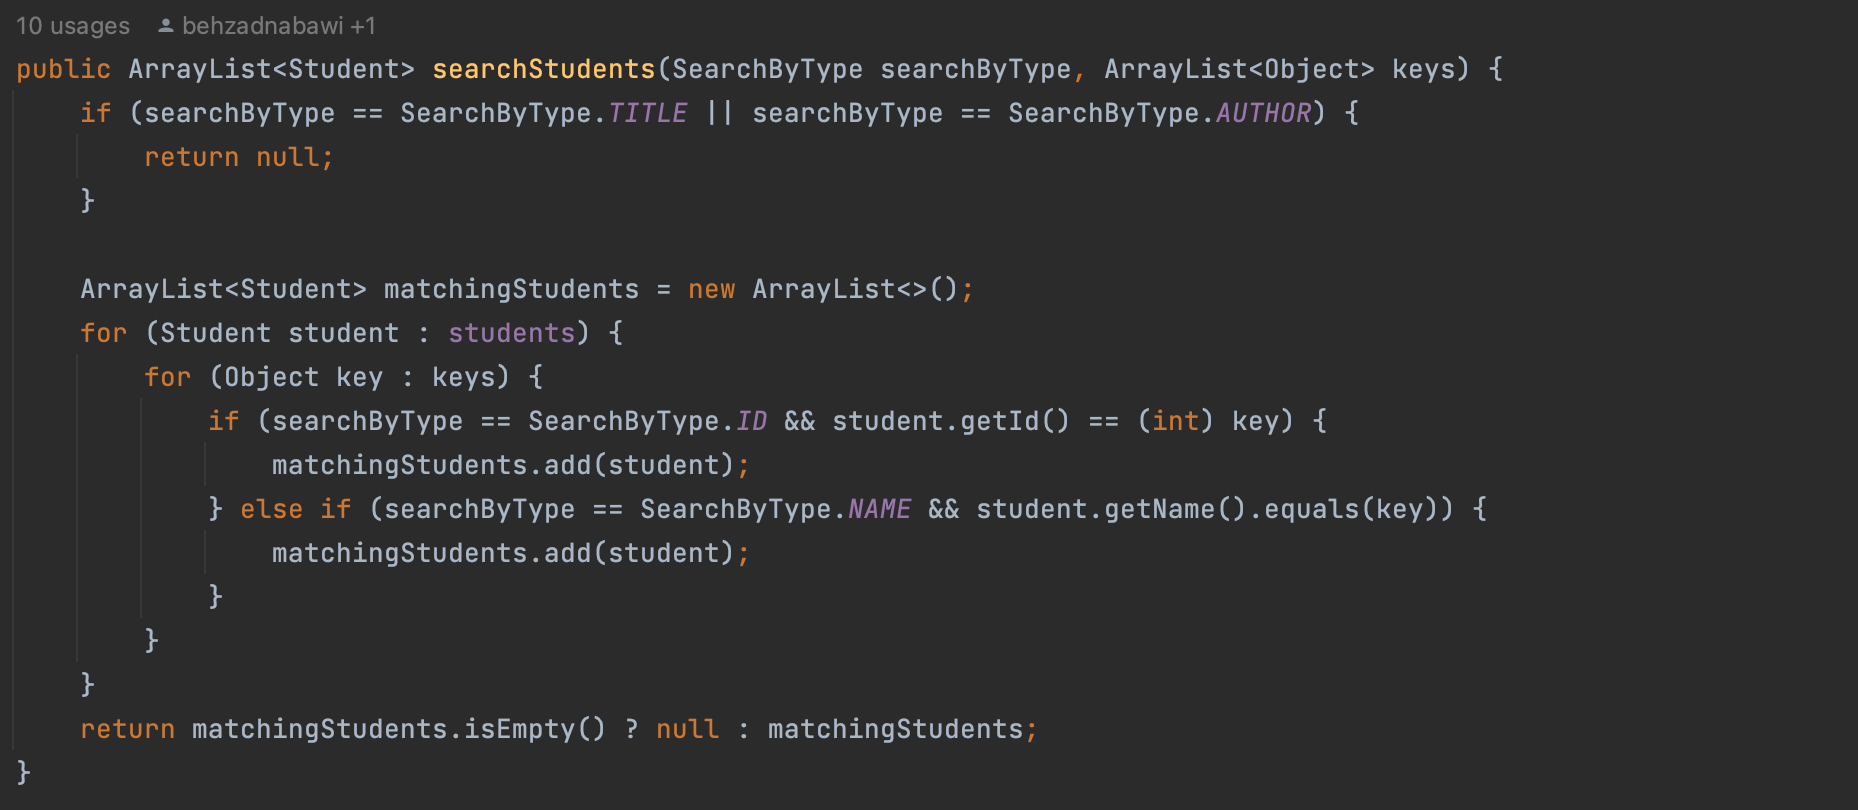 10 usages behzadnabawi +1
public ArrayList<Student> searchStudents(SearchByType searchByType, ArrayList<Object> keys) {
    if (searchByType == SearchByType.TITLE || searchByType == SearchByType.AUTHOR) {
        return null;
    }

    ArrayList<Student> matchingStudents = new ArrayList<>();
    for (Student student : students) {
        for (Object key : keys) {
            if (searchByType == SearchByType.ID && student.getId() == (int) key) {
                matchingStudents.add(student);
            } else if (searchByType == SearchByType.NAME && student.getName().equals(key)) {
                matchingStudents.add(student);
            }
        }
    }
    return matchingStudents.isEmpty() ? null : matchingStudents;
}